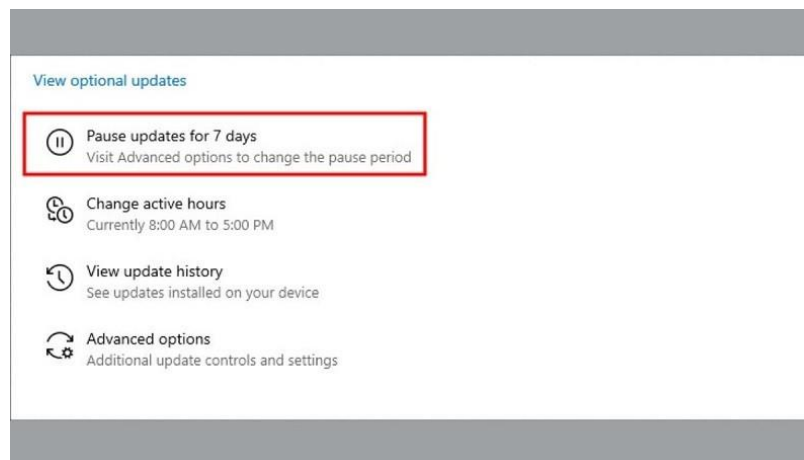 View optional updates
Pause updates for 7 days
Visit Advanced options to change the pause period
Change active hours
Currently 8:00 AM to 5:00 PM
View update history
See updates installed on your device
Advanced options
Additional update controls and settings